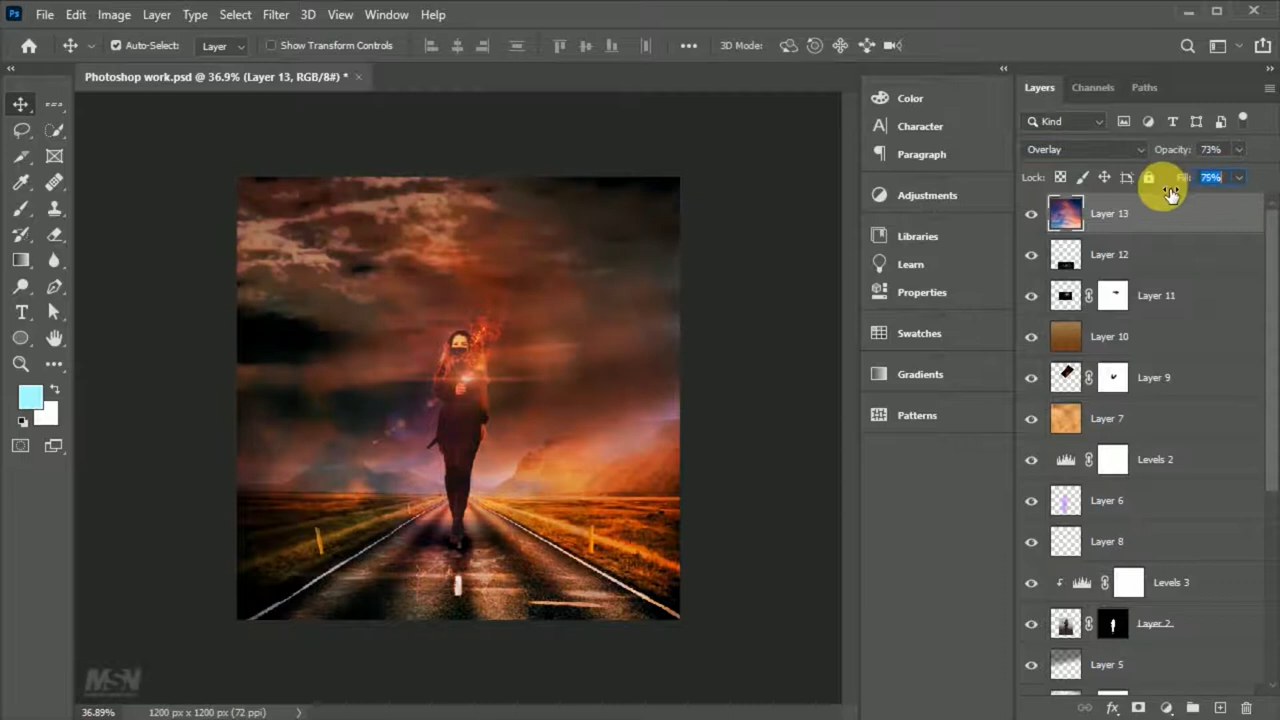 Ps File Edit Image Layer Type Select Filter 3D View Window Help
Auto-Select: Layer Show Transform Controls 3D Mode:
Photoshop work.psd @ 36.9% (Layer 13, RGB/8#) *
Color
Character
Paragraph
Adjustments
Libraries
Learn
Properties
Swatches
Gradients
Patterns
Layers Channels Paths
Kind
Overlay Opacity: 73%
Lock: Fill: 75%
Layer 13
Layer 12
Layer 11
Layer 10
Layer 9
Layer 7
Levels 2
Layer 6
Layer 8
Levels 3
Layer 2
Layer 5
MSN
36.89% 1200 px x 1200 px (72 ppi)
fx